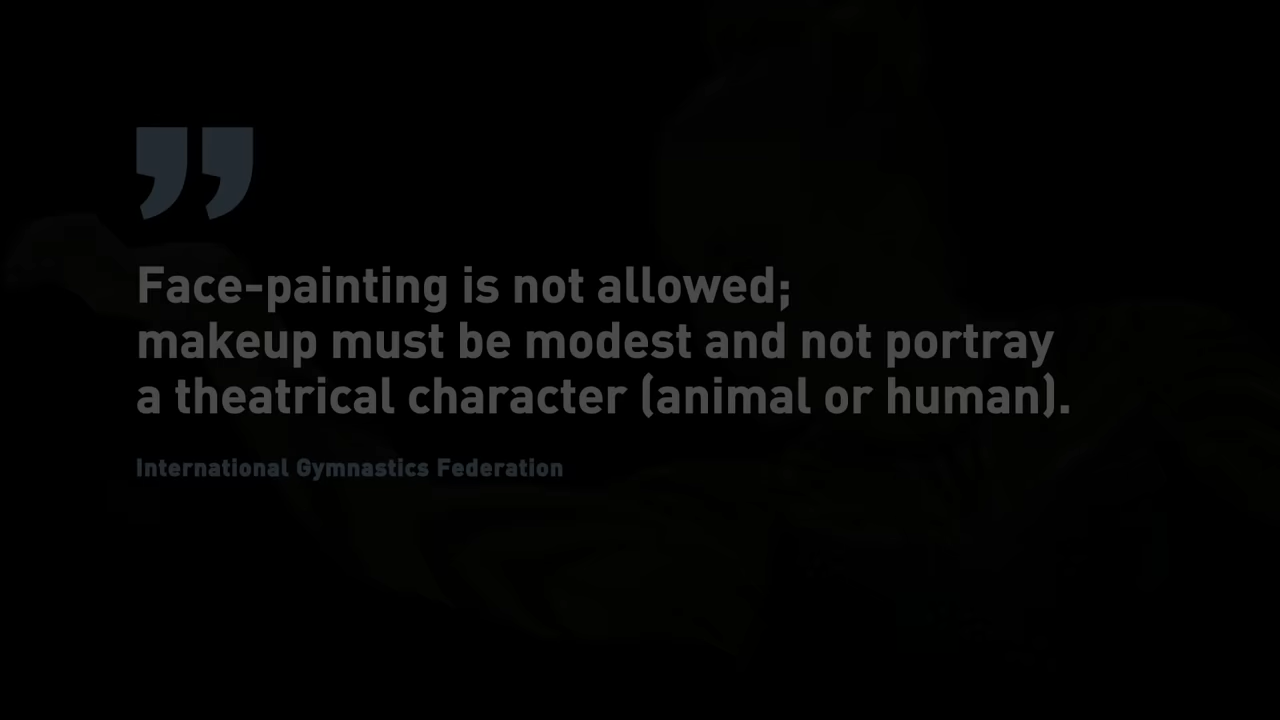 ”
Face-painting is not allowed;
makeup must be modest and not portray
a theatrical character (animal or human).
International Gymnastics Federation